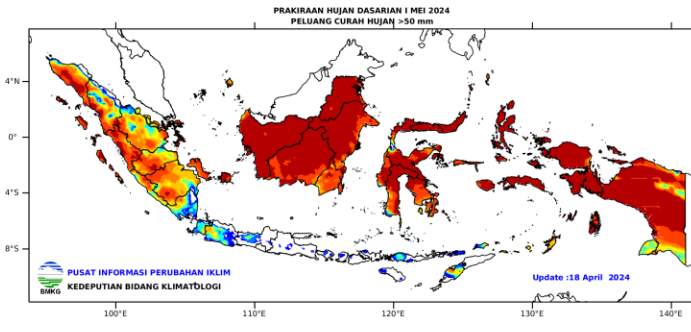 PRAKIRAAN HUJAN DASARIAN I MEI 2024
PELUANG CURAH HUJAN >50 mm
4°N
0°
4°S
8°S
PUSAT INFORMASI PERUBAHAN IKLIM
KEDEPUTIAN BIDANG KLIMATOLOGI
BMKG
Update :18 April 2024
100°E
110°E
120°E
130°E
140°E